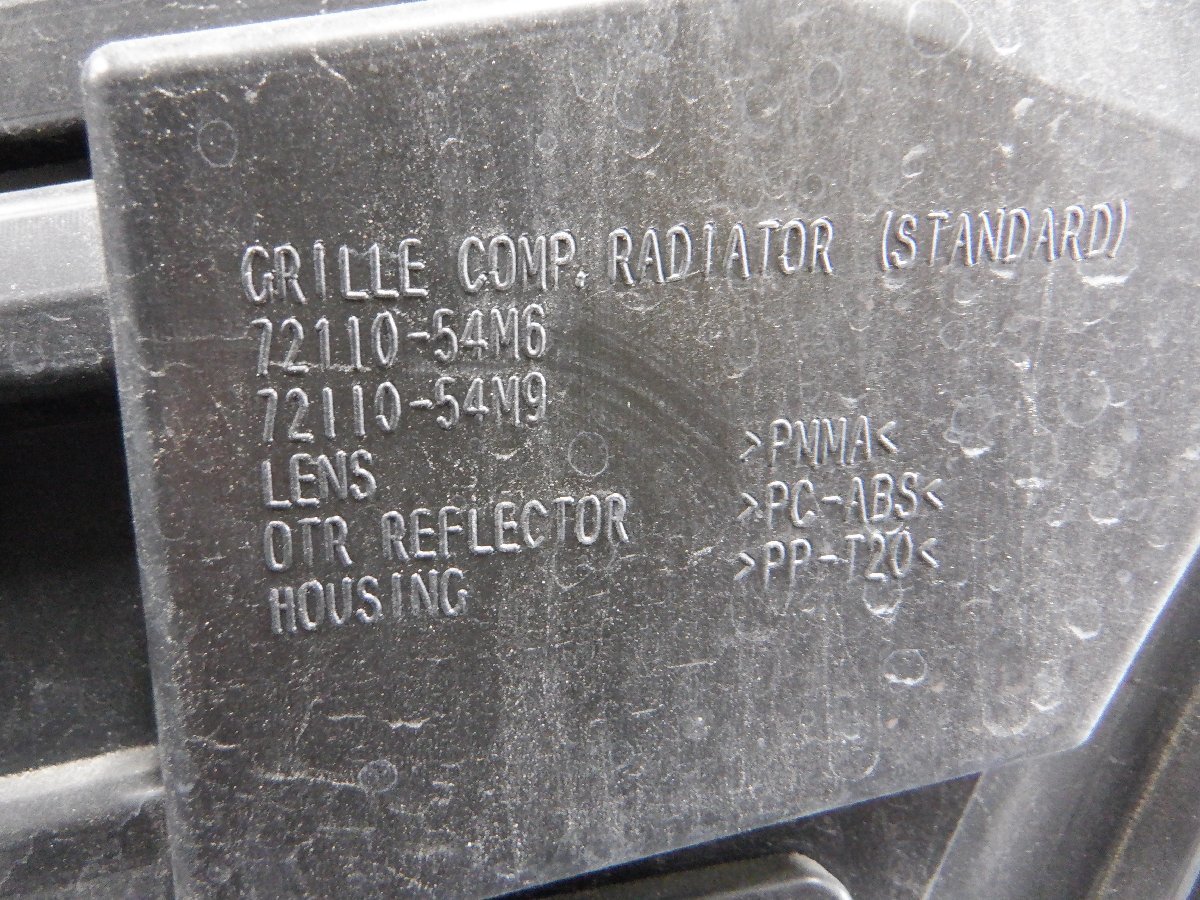 GRILLE COMP. RADIATOR (STANDARD)
72110-54M6
72110-54M9
LENS >PNMA<
OTR REFLECTOR >PC-ABS<
HOUSING >PP-T20<